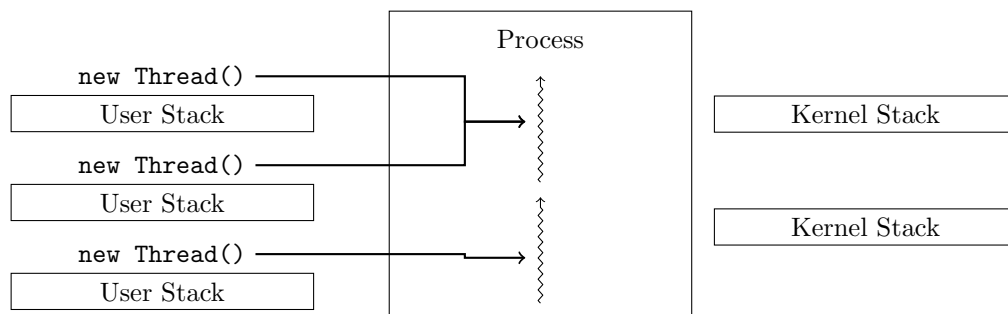 Process
new Thread()
User Stack
Kernel Stack
new Thread()
User Stack
Kernel Stack
new Thread()
User Stack